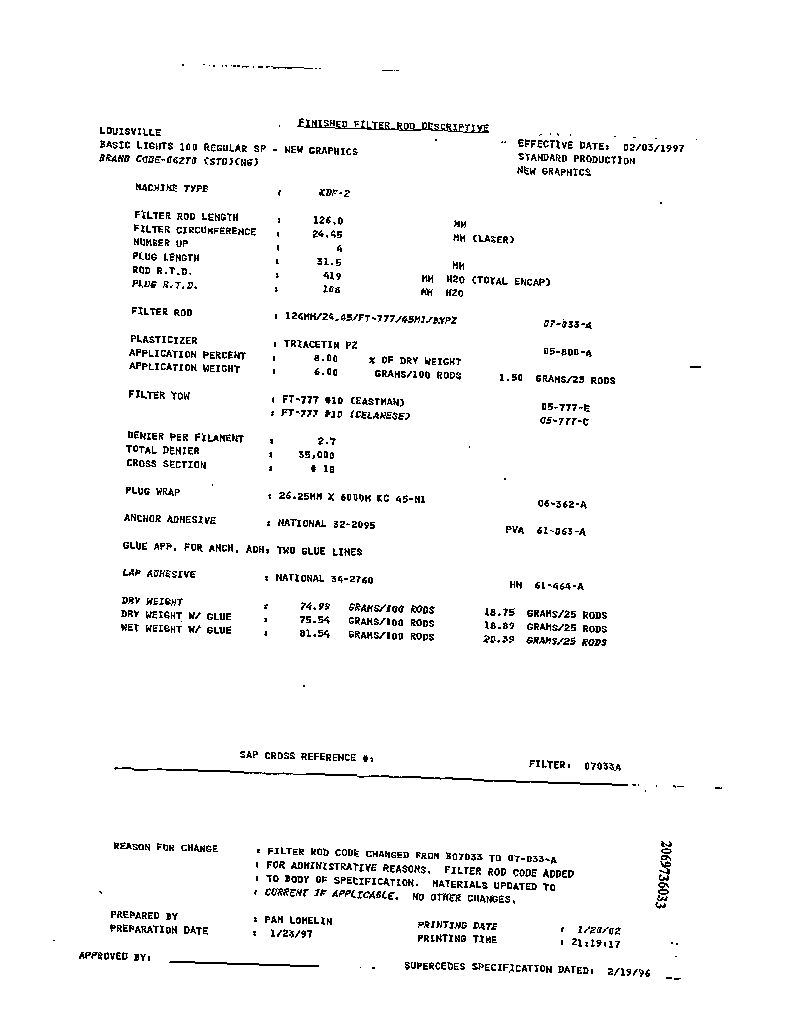 FINISHED FILTER ROD DESCRIPTIVE
LOUISVILLE
BASIC LIGHTS 100 REGULAR SP - NEW GRAPHICS
BRAND CODE-0627D (STD)(NG)
EFFECTIVE DATE: 02/03/1997
STANDARD PRODUCTION
NEW GRAPHICS
MACHINE TYPE : KDF-2
FILTER ROD LENGTH : 126.0 MM
FILTER CIRCUMFERENCE : 24.45 MM (LASER)
NUMBER UP : 4
PLUG LENGTH : 31.5 MM
ROD R.T.D. : 419 MM H2O (TOTAL ENCAP)
PLUG R.T.D. : MM H2O
FILTER ROD : 126MM/24.45/FT-777/45M1/8%PZ 07-033-A
PLASTICIZER : TRIACETIN PZ 05-800-A
APPLICATION PERCENT : 8.00 % OF DRY WEIGHT
APPLICATION WEIGHT : 6.00 GRAMS/100 RODS 1.50 GRAMS/25 RODS
FILTER TOW : FT-777 #10 (EASTMAN) 05-777-E
: FT-777 #10 (CELANESE) 05-777-C
DENIER PER FILAMENT : 2.7
TOTAL DENIER : 35,000
CROSS SECTION : # 10
PLUG WRAP : 26.25MM X 6000M KC 45-M1 06-362-A
ANCHOR ADHESIVE : NATIONAL 32-2095 PVA 61-063-A
GLUE APP. FOR ANCH. ADH: TWO GLUE LINES
LAP ADHESIVE : NATIONAL 34-2760 HM 61-464-A
DRY WEIGHT : 74.99 GRAMS/100 RODS 18.75 GRAMS/25 RODS
DRY WEIGHT W/ GLUE : 75.54 GRAMS/100 RODS 18.89 GRAMS/25 RODS
WET WEIGHT W/ GLUE : 81.54 GRAMS/100 RODS 20.39 GRAMS/25 RODS
SAP CROSS REFERENCE #:
FILTER: 07033A
REASON FOR CHANGE : FILTER ROD CODE CHANGED FROM B07033 TO 07-033-A
: FOR ADMINISTRATIVE REASONS. FILTER ROD CODE ADDED
: TO BODY OF SPECIFICATION. MATERIALS UPDATED TO
: CURRENT IF APPLICABLE. NO OTHER CHANGES.
2069736033
PREPARED BY : PAM LOMELIN PRINTING DATE : 1/28/02
PREPARATION DATE : 1/23/97 PRINTING TIME : 21:19:17
APPROVED BY:
SUPERCEDES SPECIFICATION DATED: 2/19/96